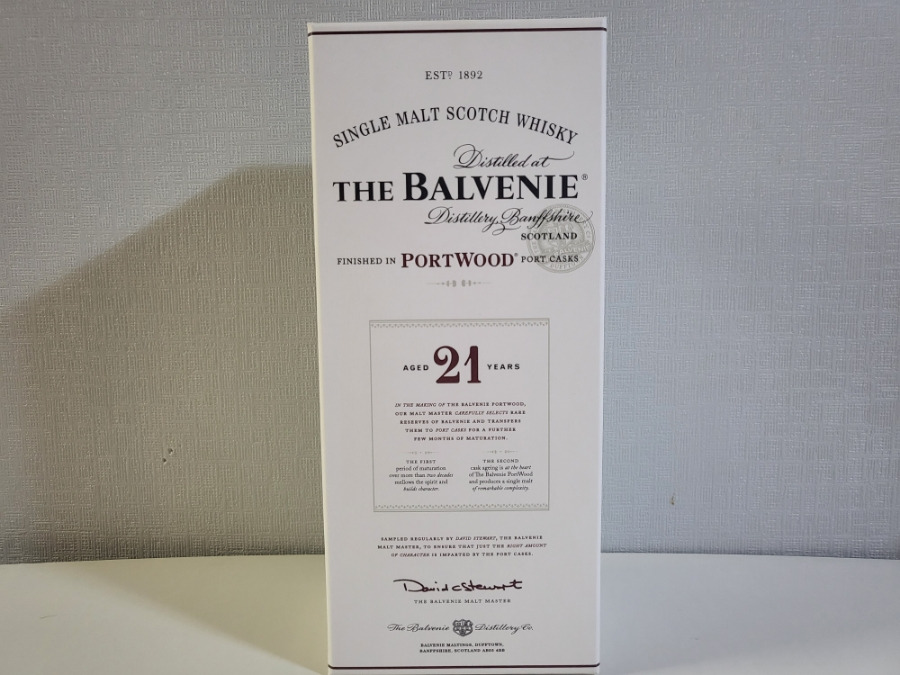 ESTD 1892
SINGLE MALT SCOTCH WHISKY
Distilled at
THE BALVENIE®
Distillery, Banffshire
SCOTLAND
FINISHED IN PORTWOOD® PORT CASKS
AGED 21 YEARS
IN THE MAKING OF THE BALVENIE PORTWOOD,
OUR MALT MASTER CAREFULLY SELECTS RARE
RESERVES OF BALVENIE AND TRANSFERS
THEM TO PORT CASKS FOR A FURTHER
FEW MONTHS OF MATURATION.
THE FIRST
period of maturation
over more than two decades
mellows the spirit and
builds character.
THE SECOND
cask ageing is at the heart
of The Balvenie PortWood
and produces a single malt
of remarkable complexity.
SAMPLED REGULARLY BY DAVID STEWART, THE BALVENIE
MALT MASTER, TO ENSURE THAT JUST THE RIGHT AMOUNT
OF CHARACTER IS IMPARTED BY THE PORT CASKS.
David C Stewart
THE BALVENIE MALT MASTER
The Balvenie Distillery Co.
BALVENIE MALTINGS, DUFFTOWN,
BANFFSHIRE, SCOTLAND AB55 4BB